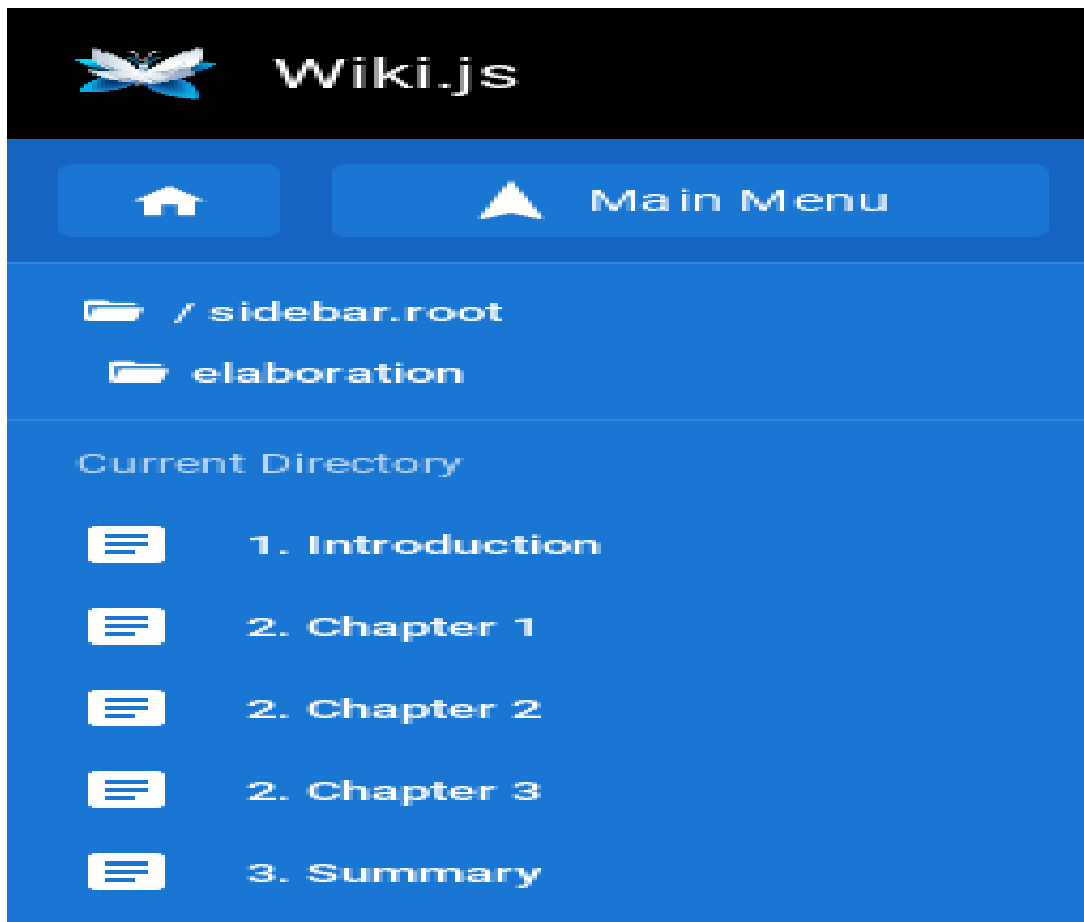 Wiki.js
Main Menu
/ sidebar.root
elaboration
Current Directory
1. Introduction
2. Chapter 1
2. Chapter 2
2. Chapter 3
3. Summary